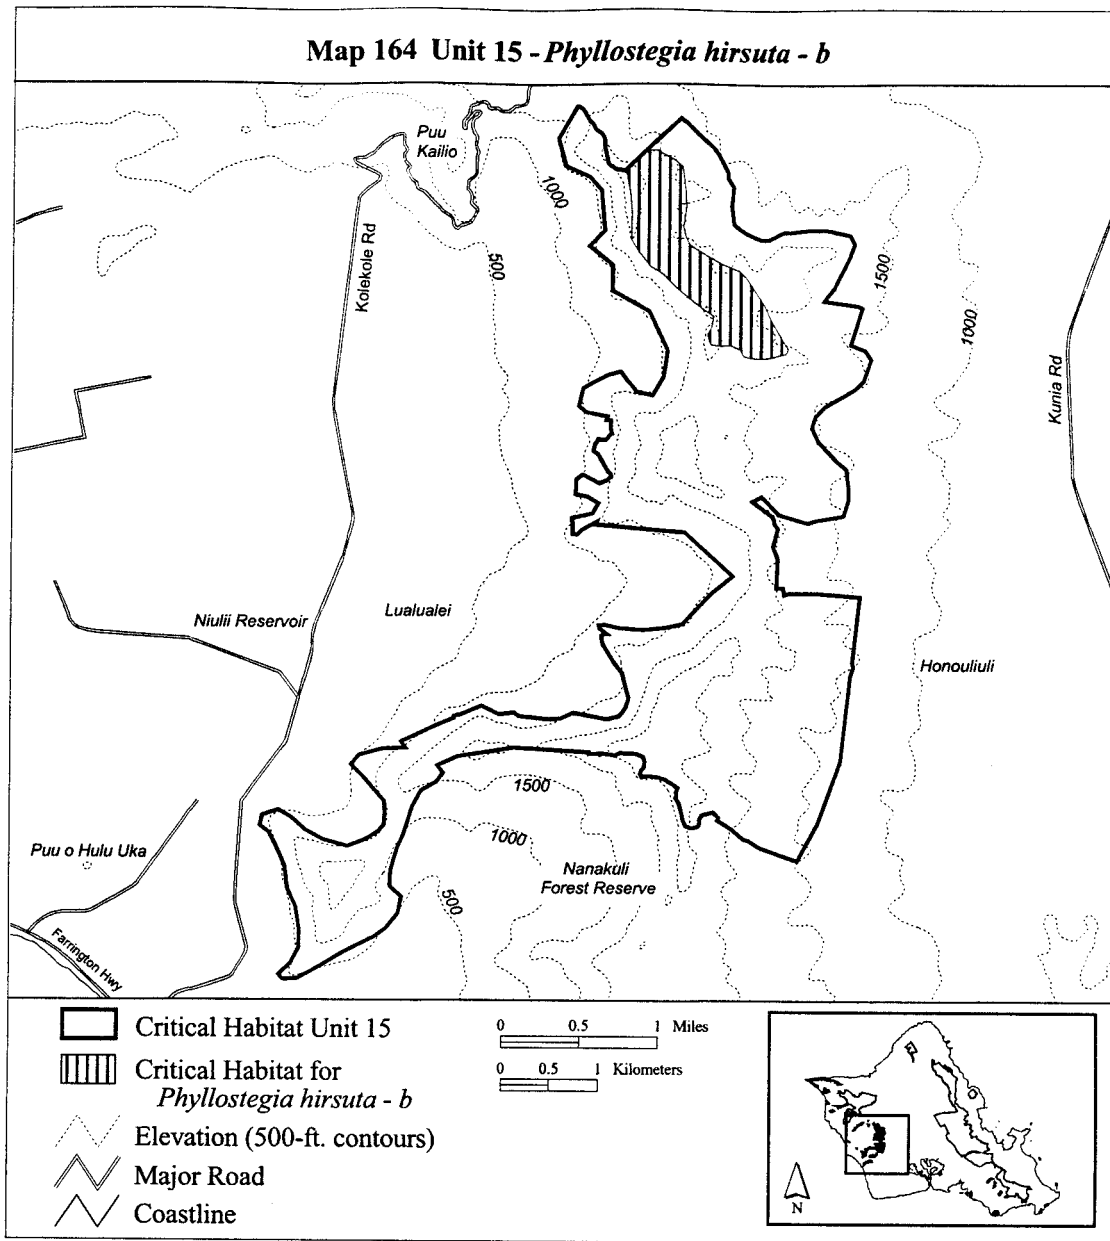 Map 164 Unit 15 - Phyllostegia hirsuta - b
Puu
Kailio
1000
500
Kolekole Rd
1500
1000
Kunia Rd
Niulii Reservoir
Lualualei
Honouliuli
1500
1000
500
Puu o Hulu Uka
Nanakuli
Forest Reserve
Farrington Hwy
Critical Habitat Unit 15
Critical Habitat for
Phyllostegia hirsuta - b
Elevation (500-ft. contours)
Major Road
Coastline
0 0.5 1 Miles
0 0.5 1 Kilometers
N